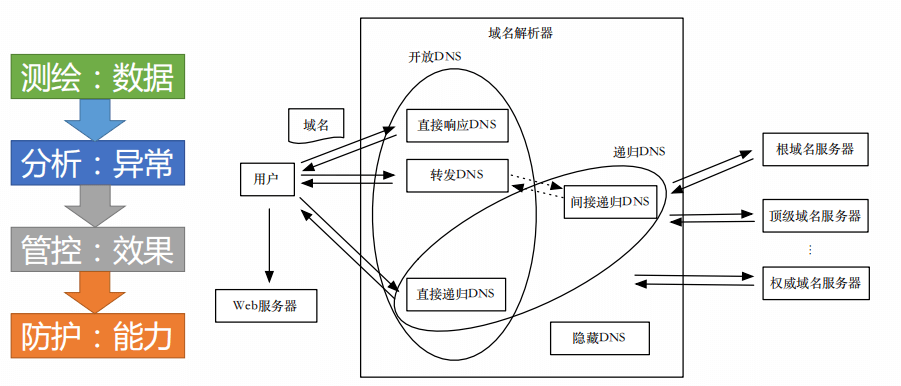 测绘：数据
分析：异常
管控：效果
防护：能力
域名解析器
开放DNS
域名
直接响应DNS
递归DNS
根域名服务器
用户
转发DNS
间接递归DNS
顶级域名服务器
⋮
直接递归DNS
权威域名服务器
Web服务器
隐藏DNS